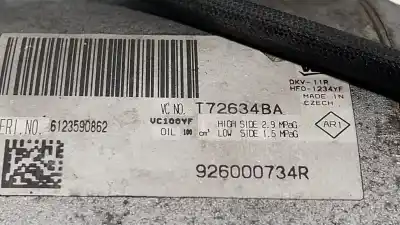 DKV-11R
HFO-1234YF
MADE IN
CZECH
VC NO. T72634BA
VC100YF
HIGH SIDE 2.9 MPaG
OIL 100 cm³ LOW SIDE 1.5 MPaG
AR1
ERI.NO. 6123590862
926000734R